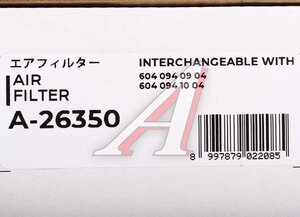 エアフィルター
AIR
FILTER
A-26350
INTERCHANGEABLE WITH
604 094 09 04
604 094 10 04
8 997879 022085